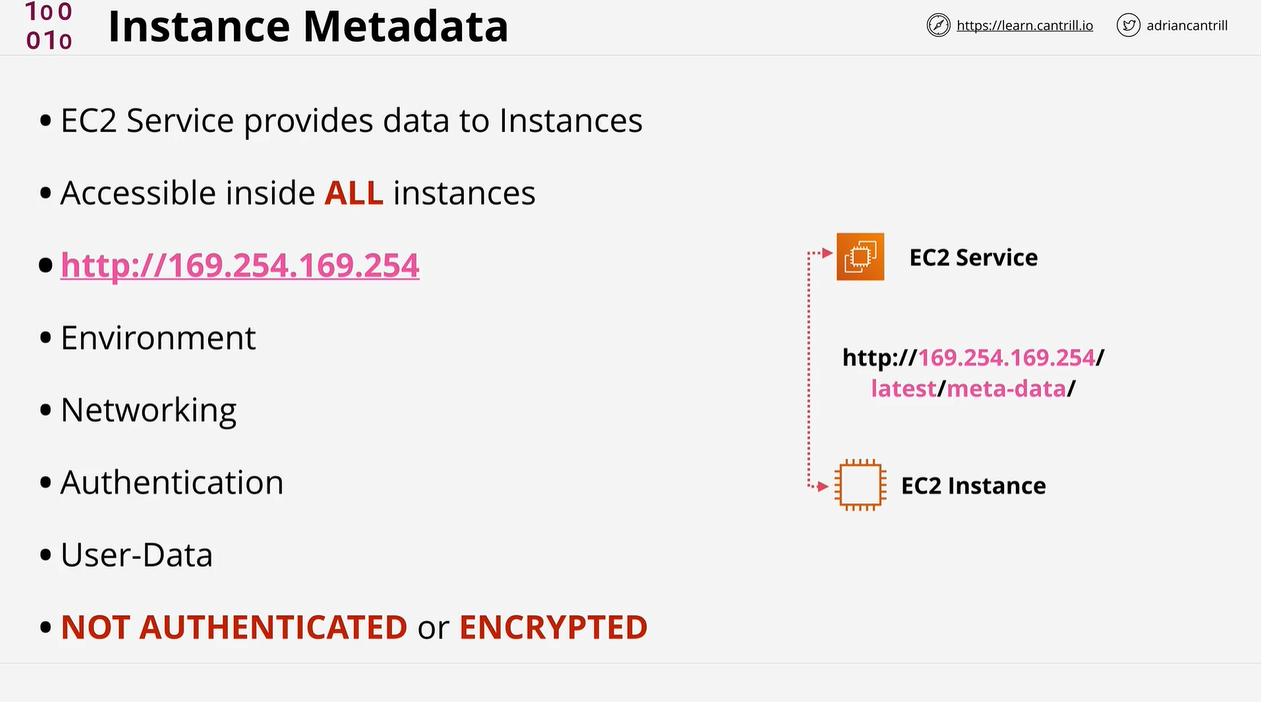 100
010
Instance Metadata
https://learn.cantrill.io
adriancantrill
• EC2 Service provides data to Instances
• Accessible inside ALL instances
• http://169.254.169.254
• Environment
• Networking
• Authentication
• User-Data
• NOT AUTHENTICATED or ENCRYPTED
EC2 Service
http://169.254.169.254/
latest/meta-data/
EC2 Instance